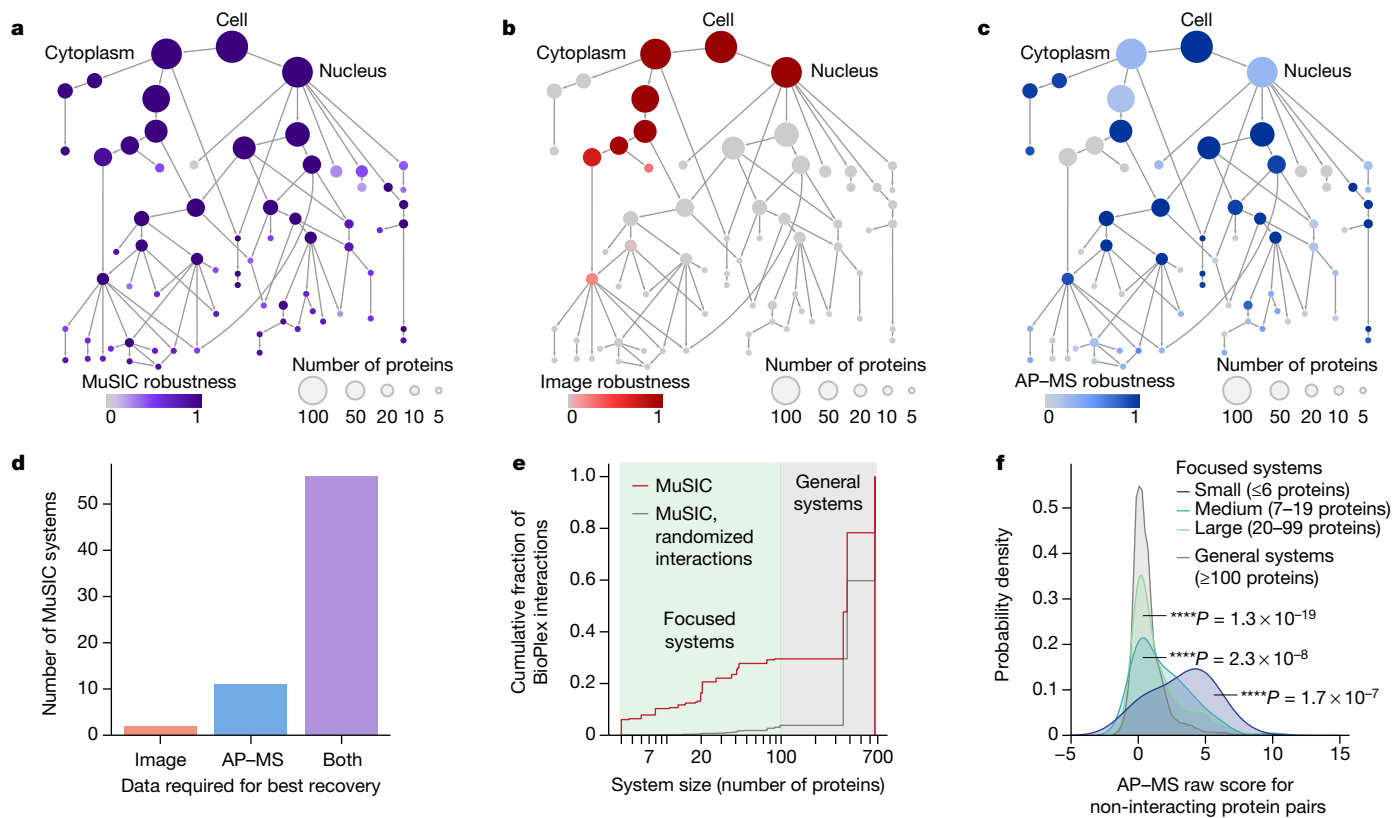 a
Cell
Cytoplasm
Nucleus
MuSIC robustness
0 1
Number of proteins
100 50 20 10 5
b
Cell
Cytoplasm
Nucleus
Image robustness
0 1
Number of proteins
100 50 20 10 5
c
Cell
Cytoplasm
Nucleus
AP–MS robustness
0 1
Number of proteins
100 50 20 10 5
d
Number of MuSIC systems
50
40
30
20
10
0
Image AP–MS Both
Data required for best recovery
e
Cumulative fraction of
BioPlex interactions
1.0
0.8
0.6
0.4
0.2
0
MuSIC
MuSIC,
randomized
interactions
General
systems
Focused
systems
7 20 100 700
System size (number of proteins)
f
Probability density
0.5
0.4
0.3
0.2
0.1
0
Focused systems
Small (≤6 proteins)
Medium (7–19 proteins)
Large (20–99 proteins)
General systems
(≥100 proteins)
****P = 1.3 × 10⁻¹⁹
****P = 2.3 × 10⁻⁸
****P = 1.7 × 10⁻⁷
−5 0 5 10 15
AP–MS raw score for
non-interacting protein pairs